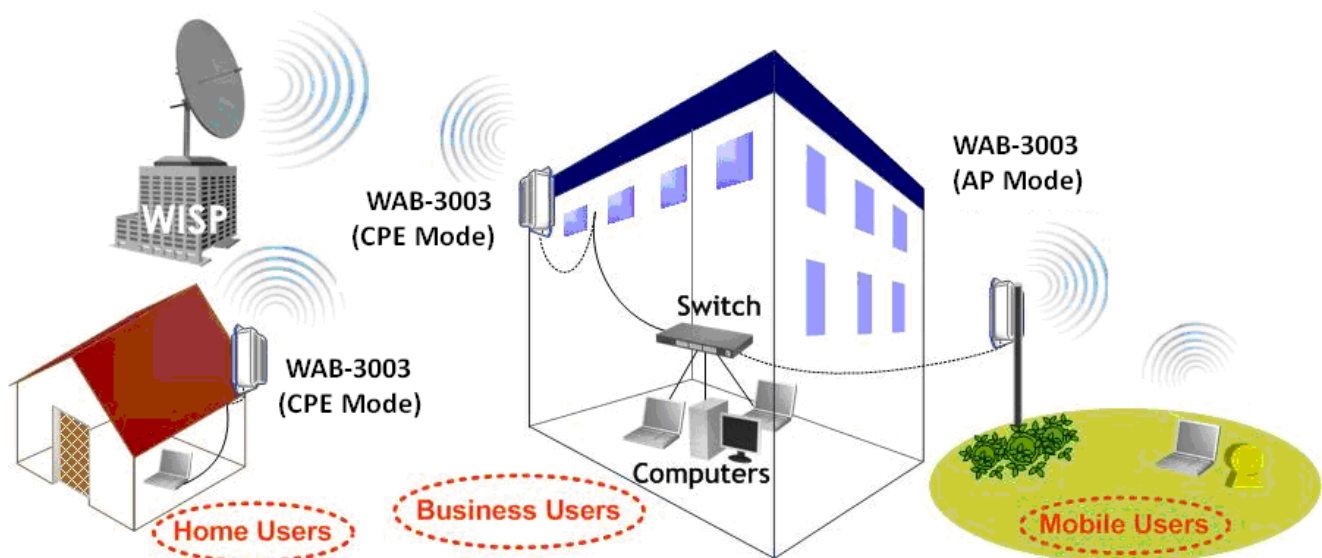 WISP
WAB-3003
(CPE Mode)
WAB-3003
(AP Mode)
Switch
WAB-3003
(CPE Mode)
Computers
Home Users
Business Users
Mobile Users